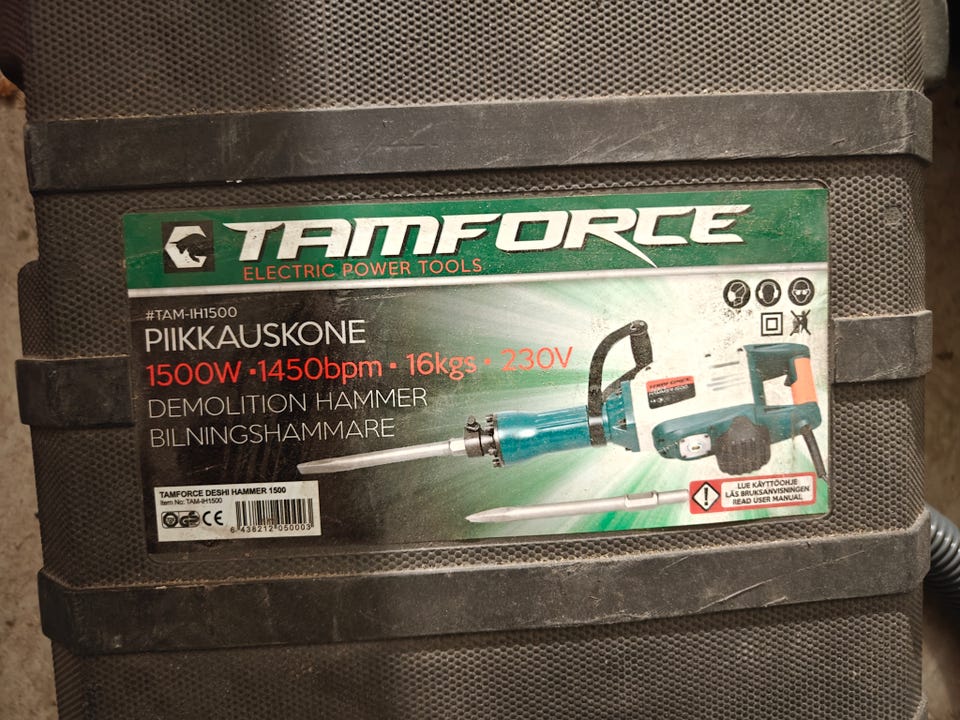 TAMFORCE
ELECTRIC POWER TOOLS
#TAM-IH1500
PIIKKAUSKONE
1500W •1450bpm • 16kgs • 230V
DEMOLITION HAMMER
BILNINGSHAMMARE
TAMFORCE DESHI HAMMER 1500
Item No: TAM-IH1500
CE
6 438212 050003
LUE KÄYTTÖOHJE
LÄS BRUKSANVISNINGEN
READ USER MANUAL